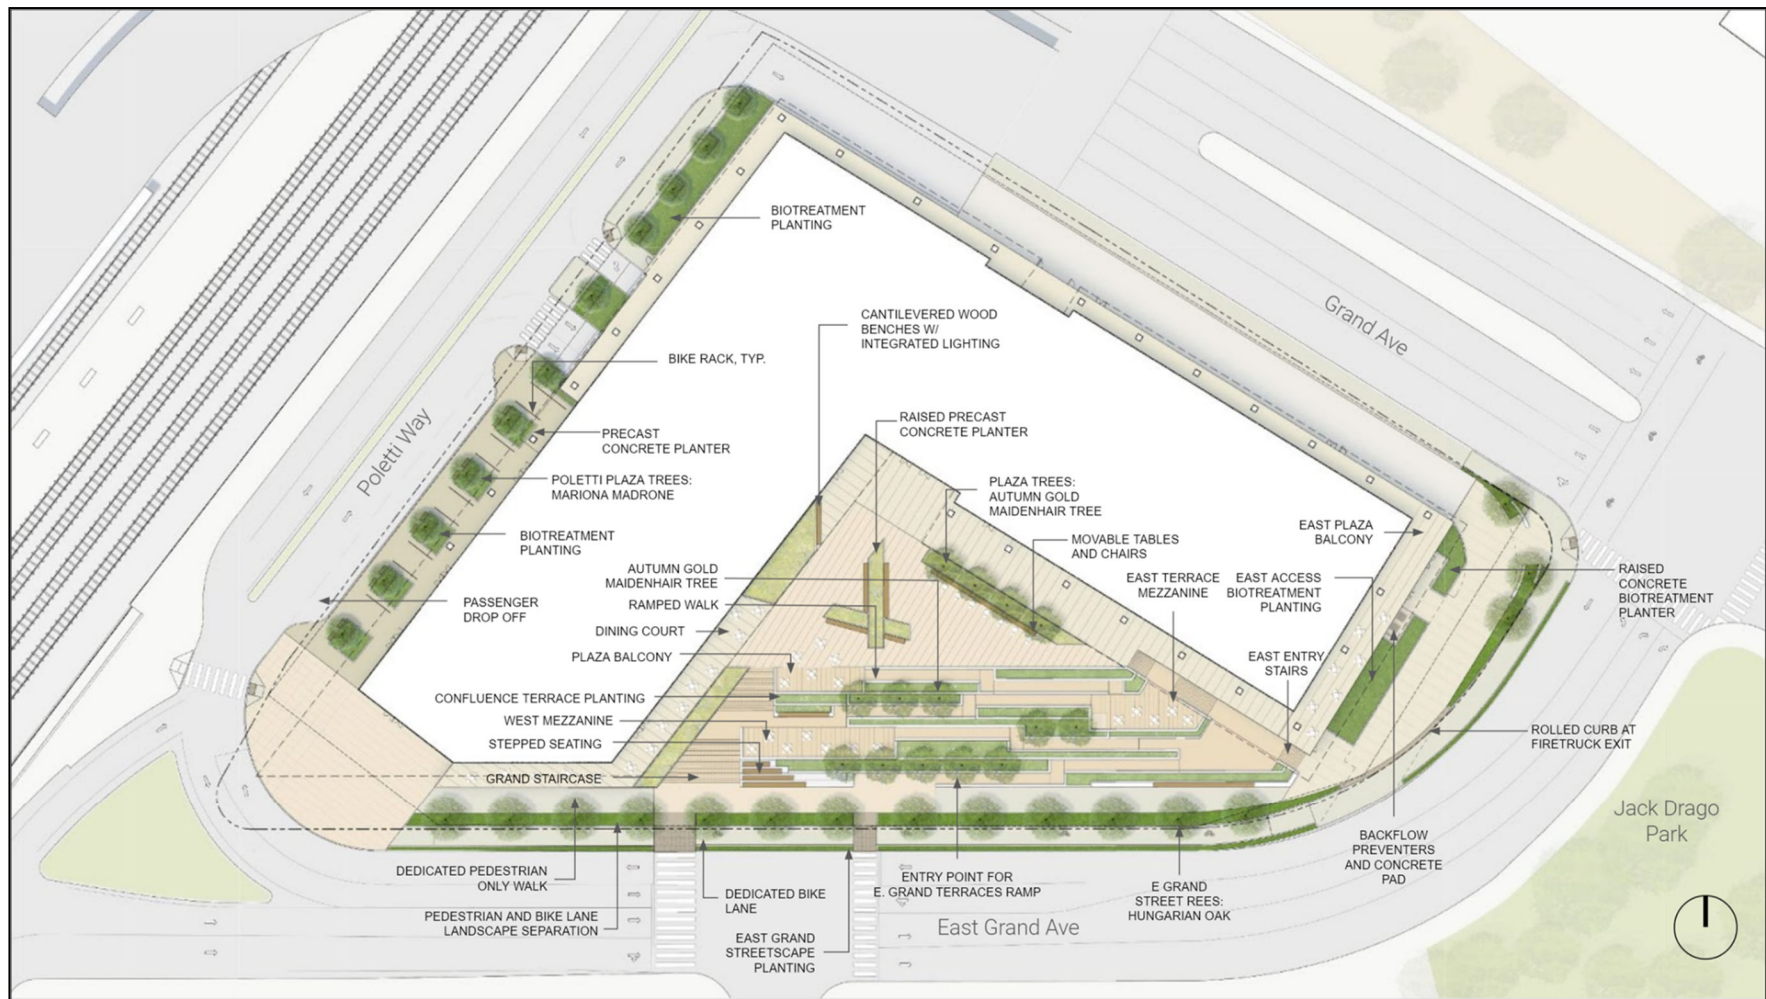 BIOTREATMENT
PLANTING
Grand Ave
CANTILEVERED WOOD
BENCHES W/
INTEGRATED LIGHTING
BIKE RACK, TYP.
Poletti Way
PRECAST
CONCRETE PLANTER
RAISED PRECAST
CONCRETE PLANTER
POLETTI PLAZA TREES:
MARIONA MADRONE
PLAZA TREES:
AUTUMN GOLD
MAIDENHAIR TREE
EAST PLAZA
BALCONY
BIOTREATMENT
PLANTING
MOVABLE TABLES
AND CHAIRS
AUTUMN GOLD
MAIDENHAIR TREE
EAST TERRACE
MEZZANINE
EAST ACCESS
BIOTREATMENT
PLANTING
RAISED
CONCRETE
BIOTREATMENT
PLANTER
PASSENGER
DROP OFF
RAMPED WALK
DINING COURT
PLAZA BALCONY
EAST ENTRY
STAIRS
CONFLUENCE TERRACE PLANTING
WEST MEZZANINE
STEPPED SEATING
GRAND STAIRCASE
ROLLED CURB AT
FIRETRUCK EXIT
Jack Drago
Park
DEDICATED PEDESTRIAN
ONLY WALK
PEDESTRIAN AND BIKE LANE
LANDSCAPE SEPARATION
DEDICATED BIKE
LANE
EAST GRAND
STREETSCAPE
PLANTING
ENTRY POINT FOR
E. GRAND TERRACES RAMP
East Grand Ave
E GRAND
STREET REES:
HUNGARIAN OAK
BACKFLOW
PREVENTERS
AND CONCRETE
PAD